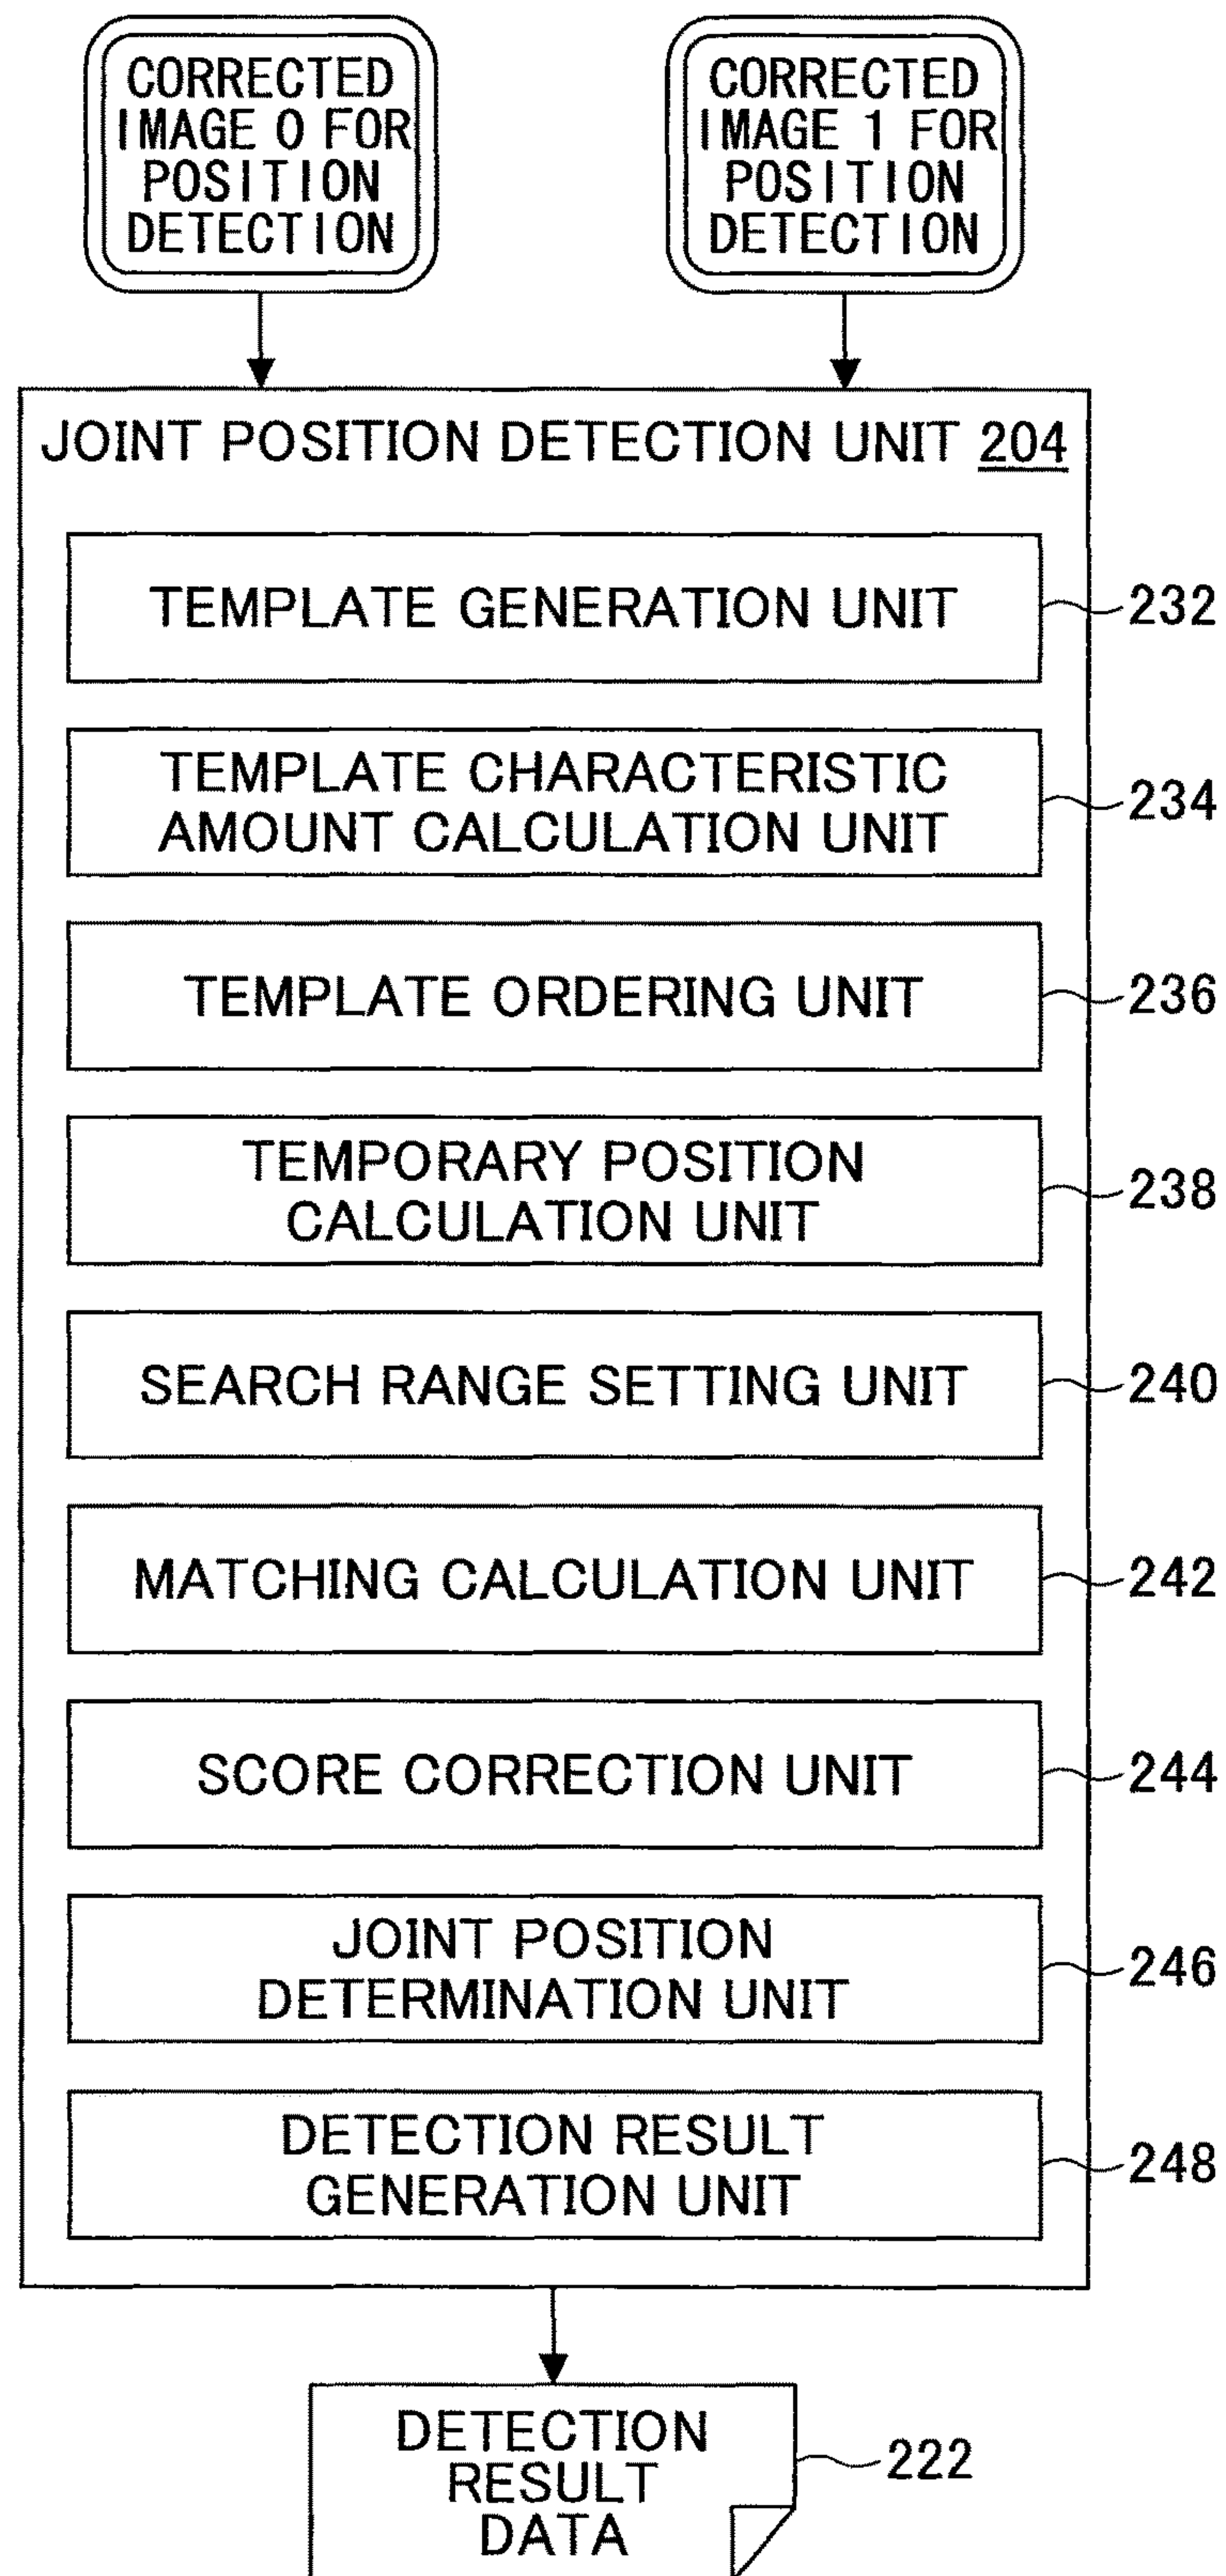 CORRECTED
IMAGE 0 FOR
POSITION
DETECTION
CORRECTED
IMAGE 1 FOR
POSITION
DETECTION
JOINT POSITION DETECTION UNIT 204
TEMPLATE GENERATION UNIT
232
TEMPLATE CHARACTERISTIC
AMOUNT CALCULATION UNIT
234
TEMPLATE ORDERING UNIT
236
TEMPORARY POSITION
CALCULATION UNIT
238
SEARCH RANGE SETTING UNIT
240
MATCHING CALCULATION UNIT
242
SCORE CORRECTION UNIT
244
JOINT POSITION
DETERMINATION UNIT
246
DETECTION RESULT
GENERATION UNIT
248
DETECTION
RESULT
DATA
222